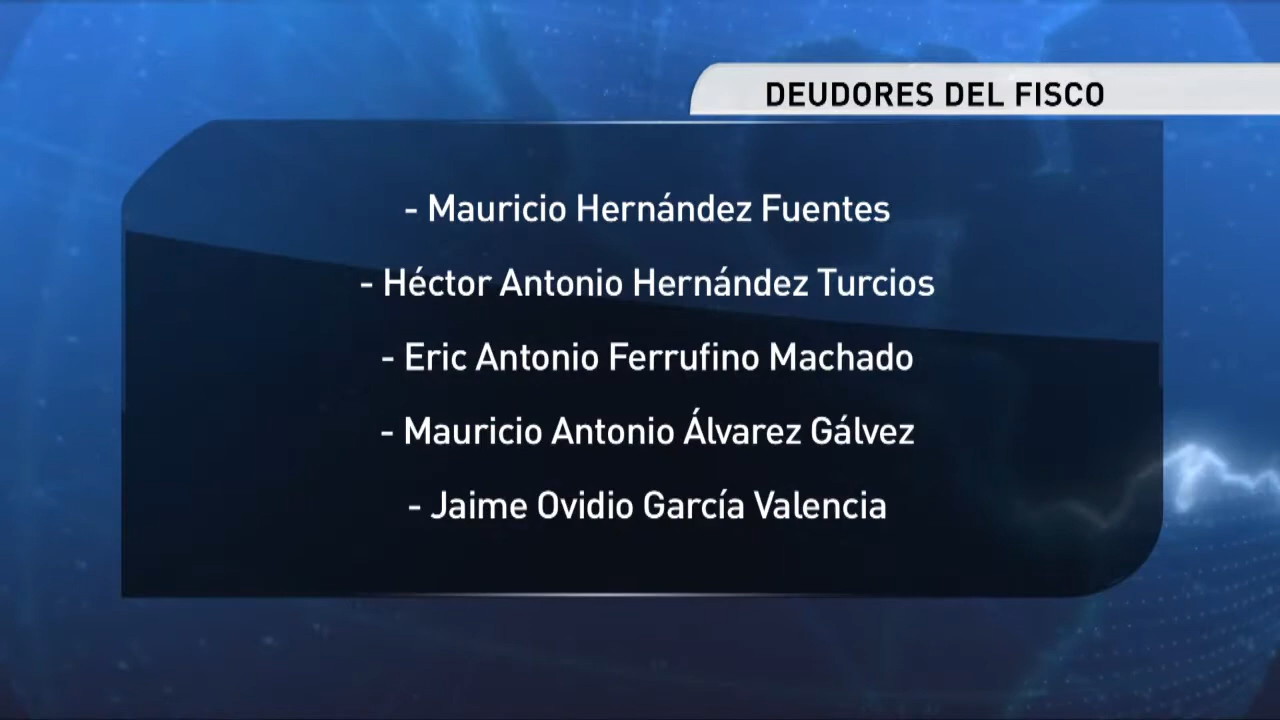 DEUDORES DEL FISCO
- Mauricio Hernández Fuentes
- Héctor Antonio Hernández Turcios
- Eric Antonio Ferrufino Machado
- Mauricio Antonio Álvarez Gálvez
- Jaime Ovidio García Valencia